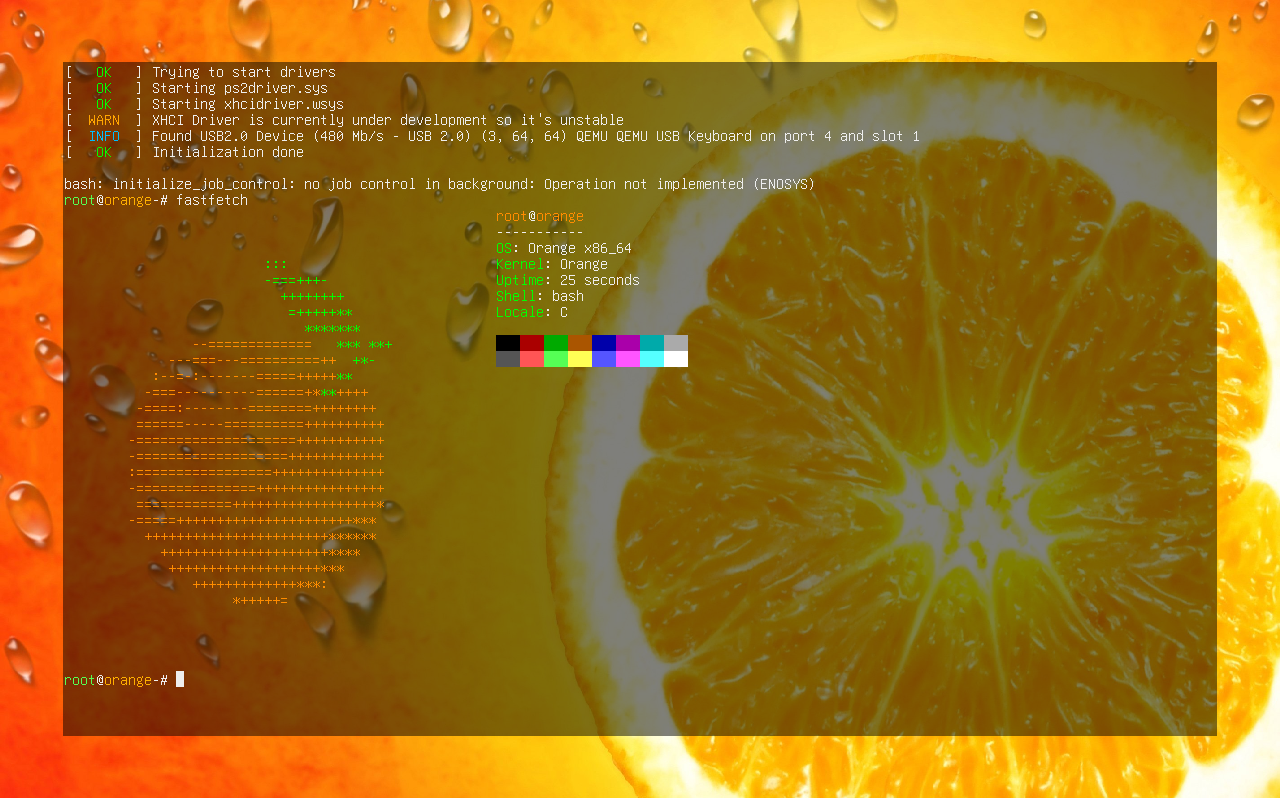 [   OK   ] Trying to start drivers
[   OK   ] Starting ps2driver.sys
[   OK   ] Starting xhcidriver.wsys
[  WARN  ] XHCI Driver is currently under development so it's unstable
[  INFO  ] Found USB2.0 Device (480 Mb/s - USB 2.0) (3, 64, 64) QEMU QEMU USB Keyboard on port 4 and slot 1
[   OK   ] Initialization done
bash: initialize_job_control: no job control in background: Operation not implemented (ENOSYS)
root@orange-# fastfetch
root@orange
-----------
OS: Orange x86_64
Kernel: Orange
Uptime: 25 seconds
Shell: bash
Locale: C
root@orange-#